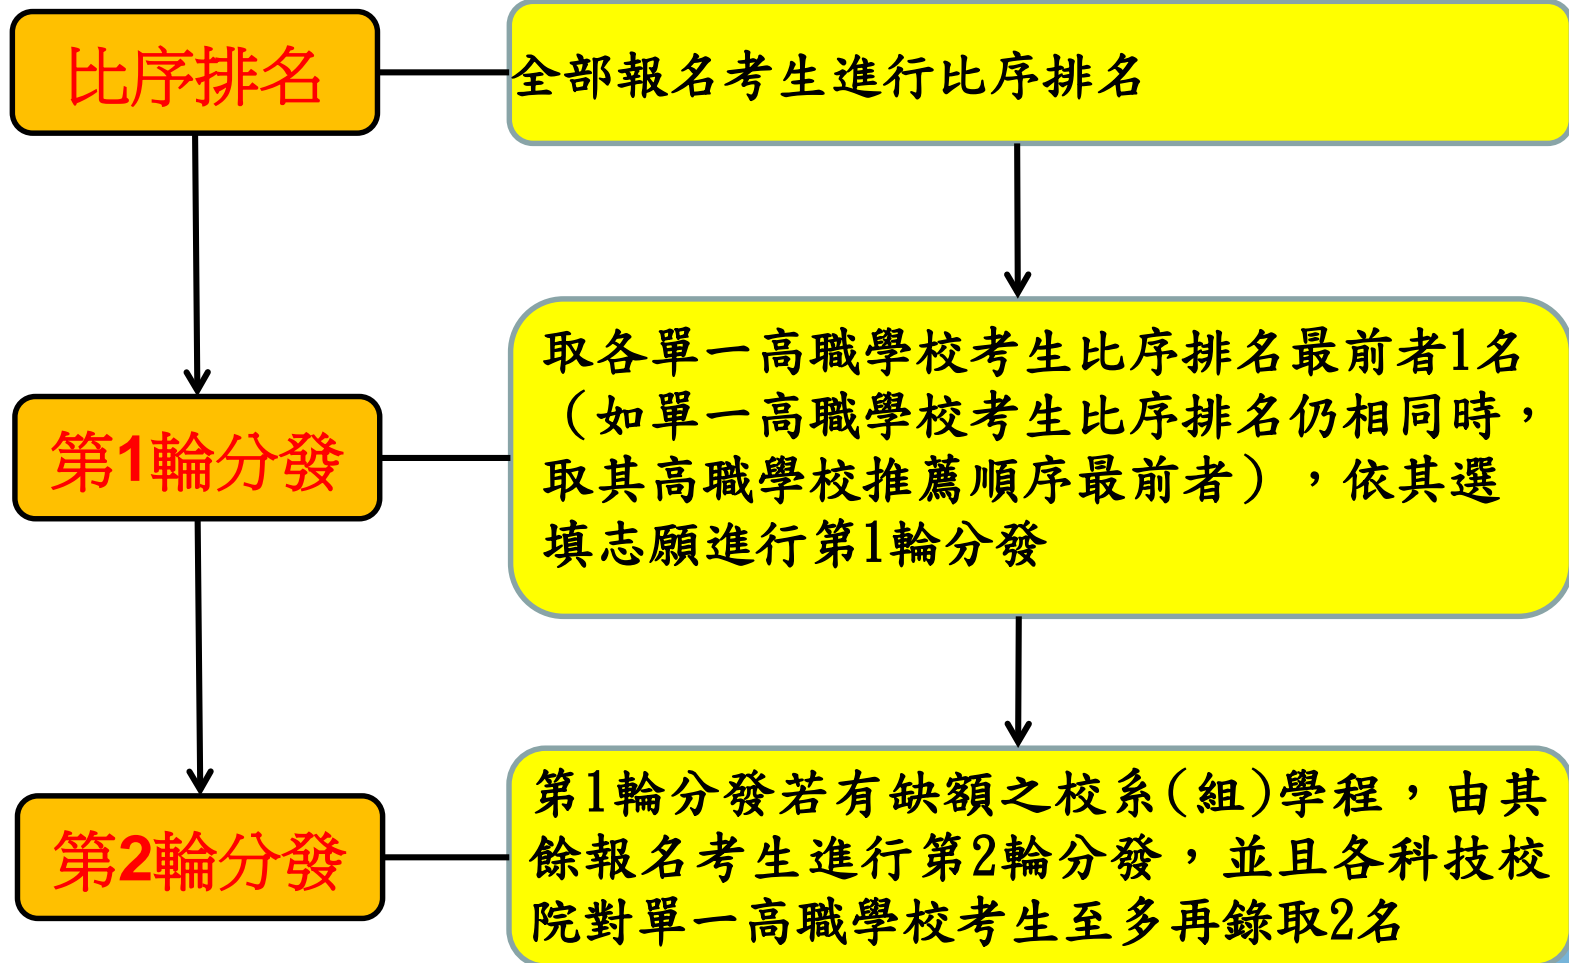 比序排名
全部報名考生進行比序排名
第1輪分發
取各單一高職學校考生比序排名最前者1名
（如單一高職學校考生比序排名仍相同時，
取其高職學校推薦順序最前者），依其選
填志願進行第1輪分發
第2輪分發
第1輪分發若有缺額之校系(組)學程，由其
餘報名考生進行第2輪分發，並且各科技校
院對單一高職學校考生至多再錄取2名